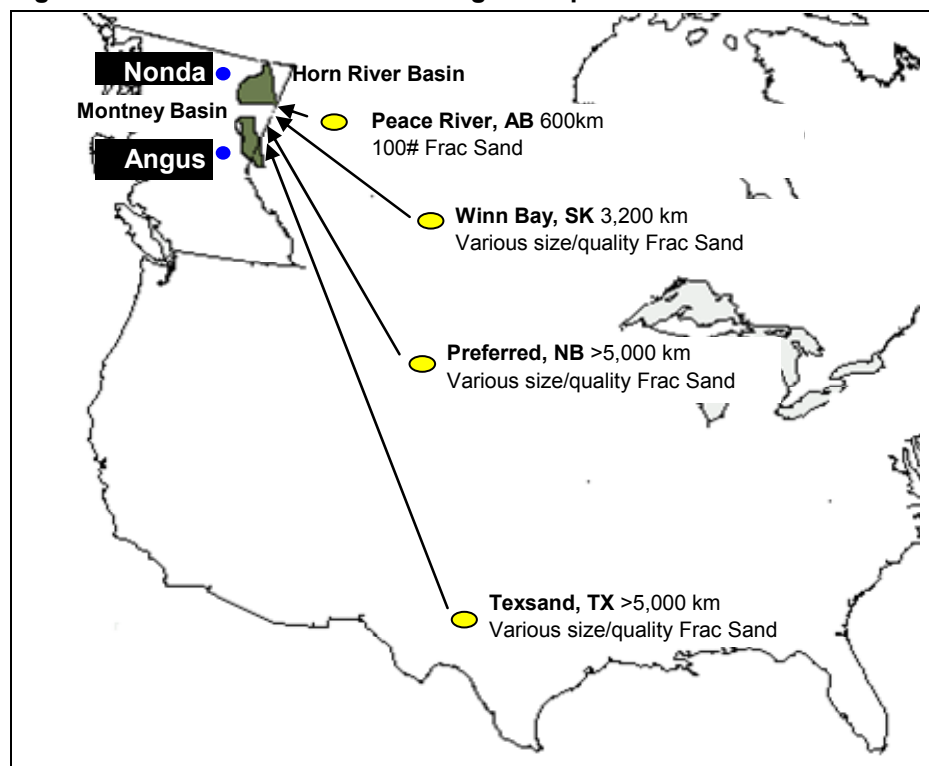 Nonda
Horn River Basin
Montney Basin
Peace River, AB 600km
100# Frac Sand
Angus
Winn Bay, SK 3,200 km
Various size/quality Frac Sand
Preferred, NB >5,000 km
Various size/quality Frac Sand
Texsand, TX >5,000 km
Various size/quality Frac Sand